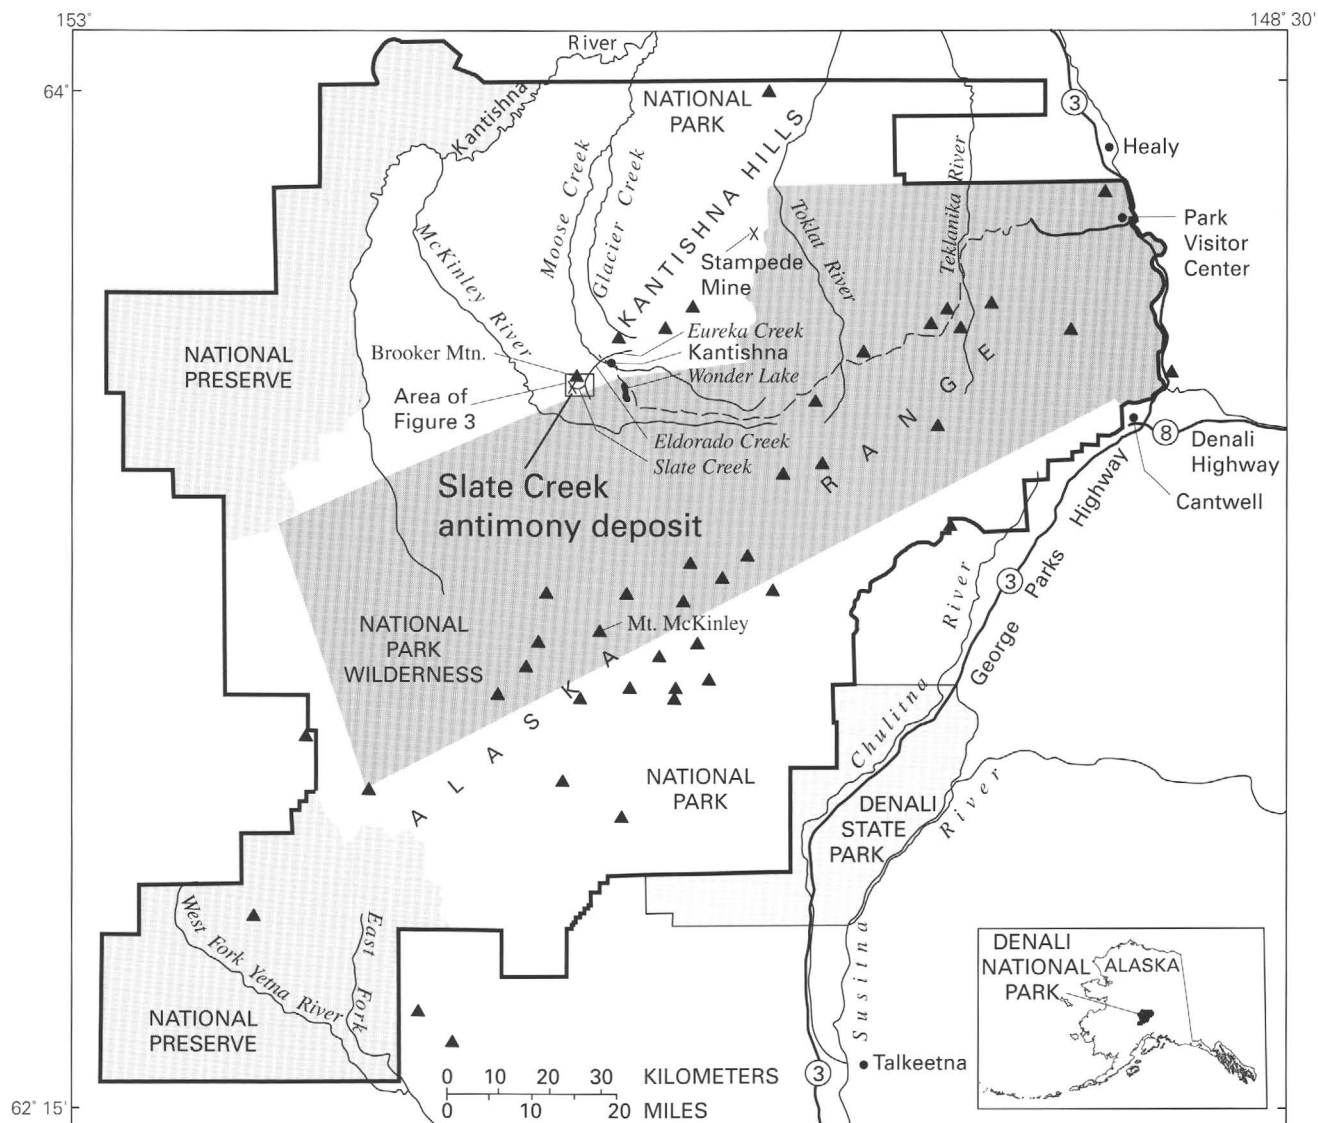 153°
148° 30'
64°
River
Kantishna
NATIONAL
PARK
3
Healy
Moose Creek
Glacier Creek
KANTISHNA HILLS
Teklanika River
Toklat River
McKinley River
Park
Visitor
Center
Stampede
Mine
NATIONAL
PRESERVE
Brooker Mtn.
Eureka Creek
Kantishna
Wonder Lake
Area of
Figure 3
Eldorado Creek
Slate Creek
Slate Creek
antimony deposit
8
Denali
Highway
Cantwell
ALASKA RANGE
George Parks Highway
3
NATIONAL
PARK
WILDERNESS
Mt. McKinley
Chulitna River
NATIONAL
PARK
DENALI
STATE
PARK
Susitna River
West Fork Yetna River
East Fork
NATIONAL
PRESERVE
DENALI
NATIONAL
PARK
ALASKA
3
Talkeetna
0 10 20 30 KILOMETERS
0 10 20 MILES
62° 15'